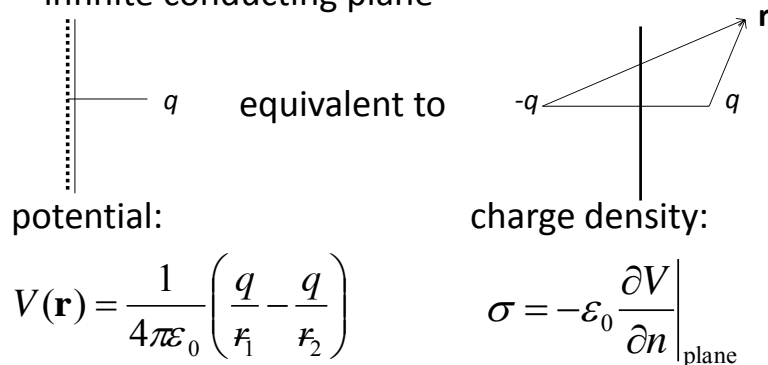 infinite conducting plane
q
equivalent to
-q
q
r
potential:
charge density:
V(r) = 1/(4πε₀) (q/r₁ − q/r₂)
σ = −ε₀ ∂V/∂n |plane